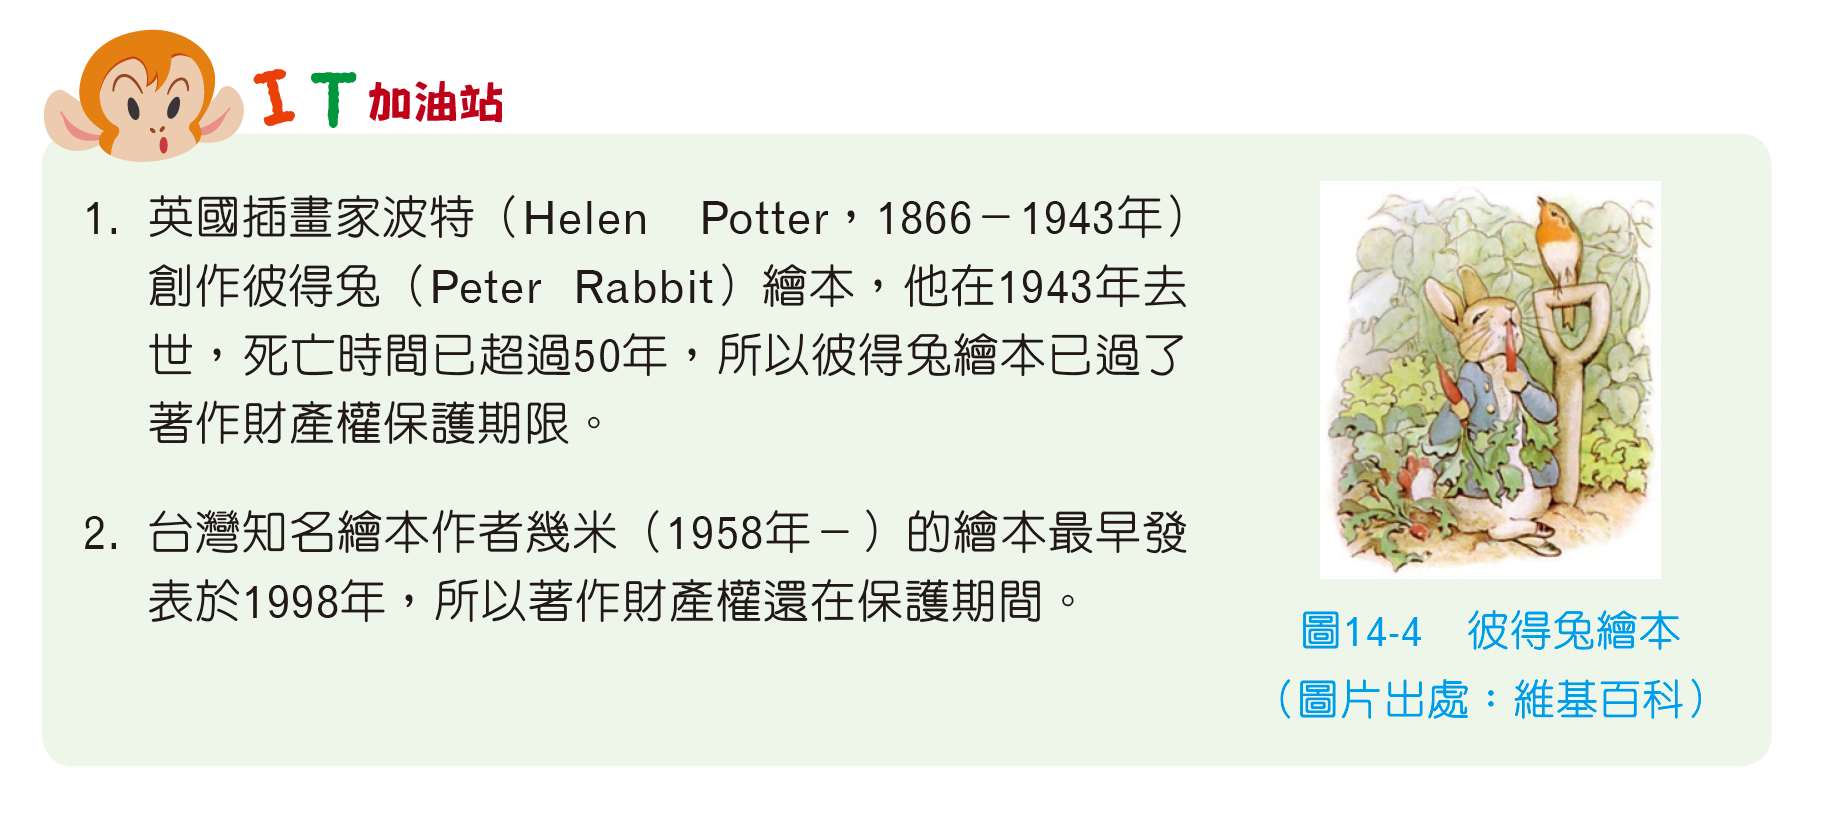 IT加油站
1. 英國插畫家波特（Helen Potter，1866－1943年）
創作彼得兔（Peter Rabbit）繪本，他在1943年去
世，死亡時間已超過50年，所以彼得兔繪本已過了
著作財產權保護期限。
2. 台灣知名繪本作者幾米（1958年－）的繪本最早發
表於1998年，所以著作財產權還在保護期間。
圖14-4 彼得兔繪本
（圖片出處：維基百科）